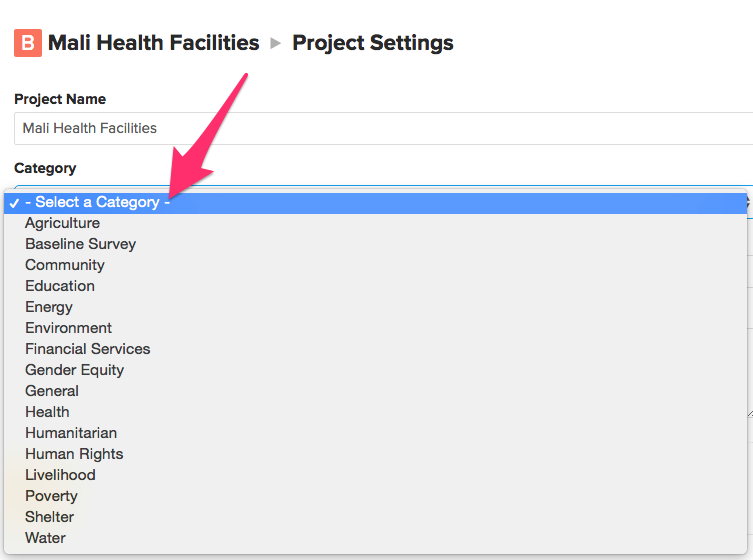 B Mali Health Facilities ▶ Project Settings
Project Name
Mali Health Facilities
Category
✓ - Select a Category -
Agriculture
Baseline Survey
Community
Education
Energy
Environment
Financial Services
Gender Equity
General
Health
Humanitarian
Human Rights
Livelihood
Poverty
Shelter
Water